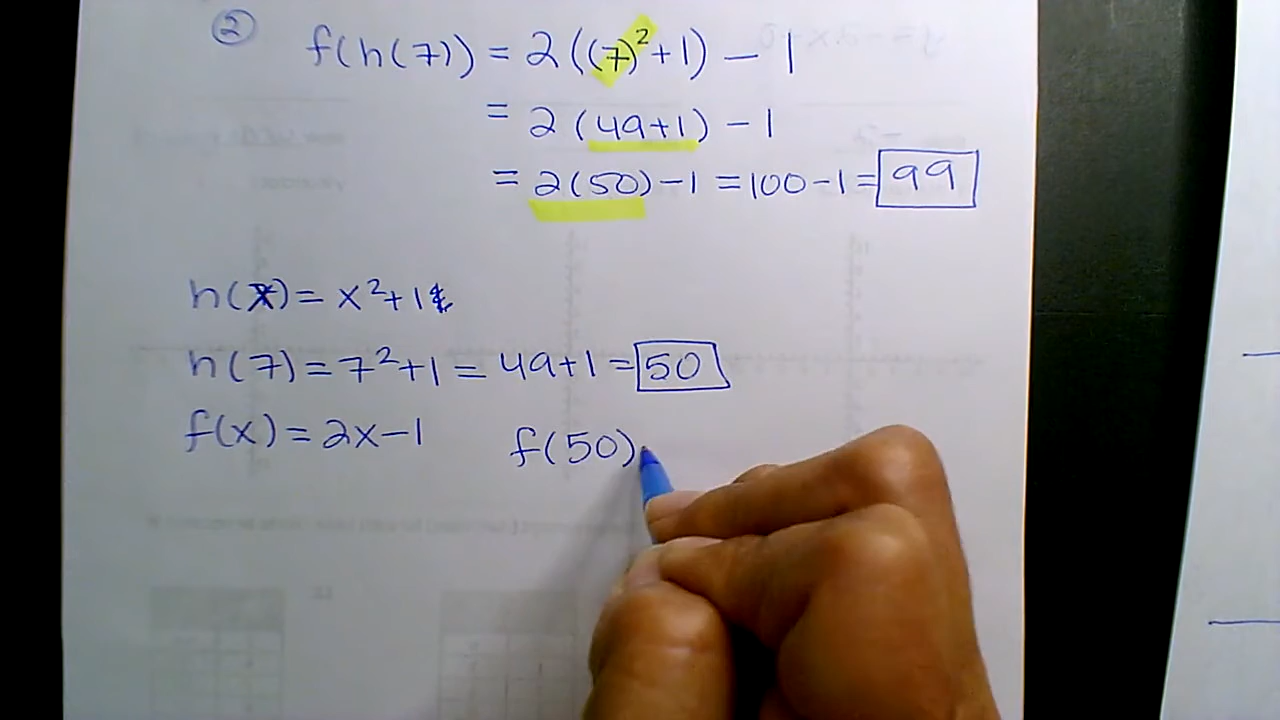 ②
f(h(7)) = 2((7)²+1) - 1
= 2(49+1) - 1
= 2(50)-1 = 100-1 = 99
h(x) = x²+1
h(7) = 7²+1 = 49+1 = 50
f(x) = 2x-1 f(50)